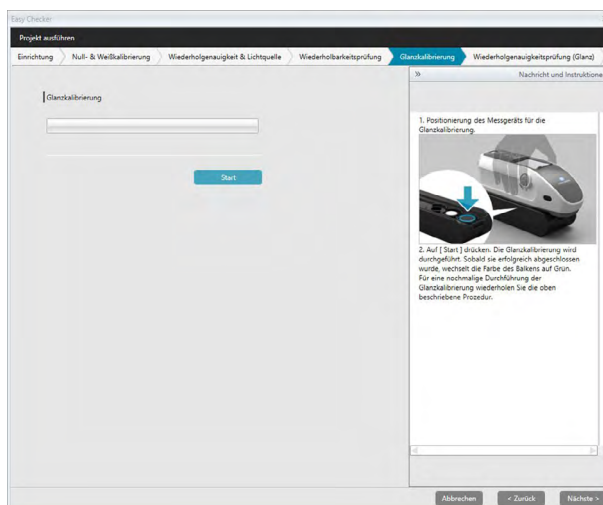 Easy Checker
Projekt ausführen
Einrichtung
Null- & Weißkalibrierung
Wiederholgenauigkeit & Lichtquelle
Wiederholbarkeitsprüfung
Glanzkalibrierung
Wiederholgenauigkeitsprüfung (Glanz)
» Nachricht und Instruktione
Glanzkalibrierung
Start
1. Positionierung des Messgeräts für die
Glanzkalibrierung.
2. Auf [ Start ] drücken. Die Glanzkalibrierung wird
durchgeführt. Sobald sie erfolgreich abgeschlossen
wurde, wechselt die Farbe des Balkens auf Grün.
Für eine nochmalige Durchführung der
Glanzkalibrierung wiederholen Sie die oben
beschriebene Prozedur.
Abbrechen
< Zurück
Nächste >